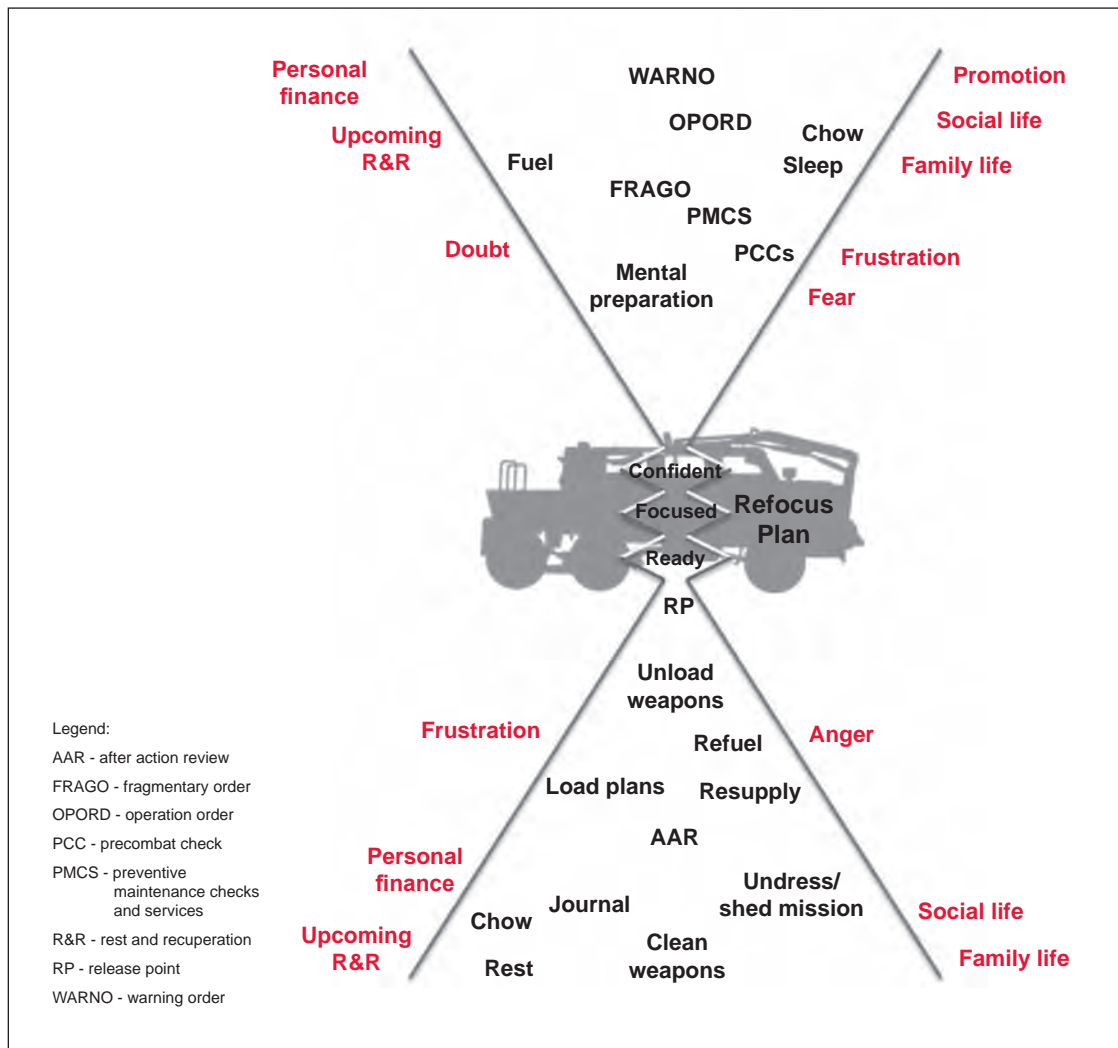 Personal
finance
WARNO
Promotion
OPORD
Social life
Upcoming
R&R
Chow
Fuel
Sleep
Family life
FRAGO
PMCS
Doubt
PCCs
Frustration
Mental
preparation
Fear
Confident
Focused
Refocus
Plan
Ready
RP
Unload
weapons
Frustration
Anger
Refuel
Load plans
Resupply
AAR
Personal
finance
Undress/
shed mission
Journal
Social life
Chow
Upcoming
R&R
Clean
weapons
Family life
Rest
Legend:
AAR - after action review
FRAGO - fragmentary order
OPORD - operation order
PCC - precombat check
PMCS - preventive
maintenance checks
and services
R&R - rest and recuperation
RP - release point
WARNO - warning order